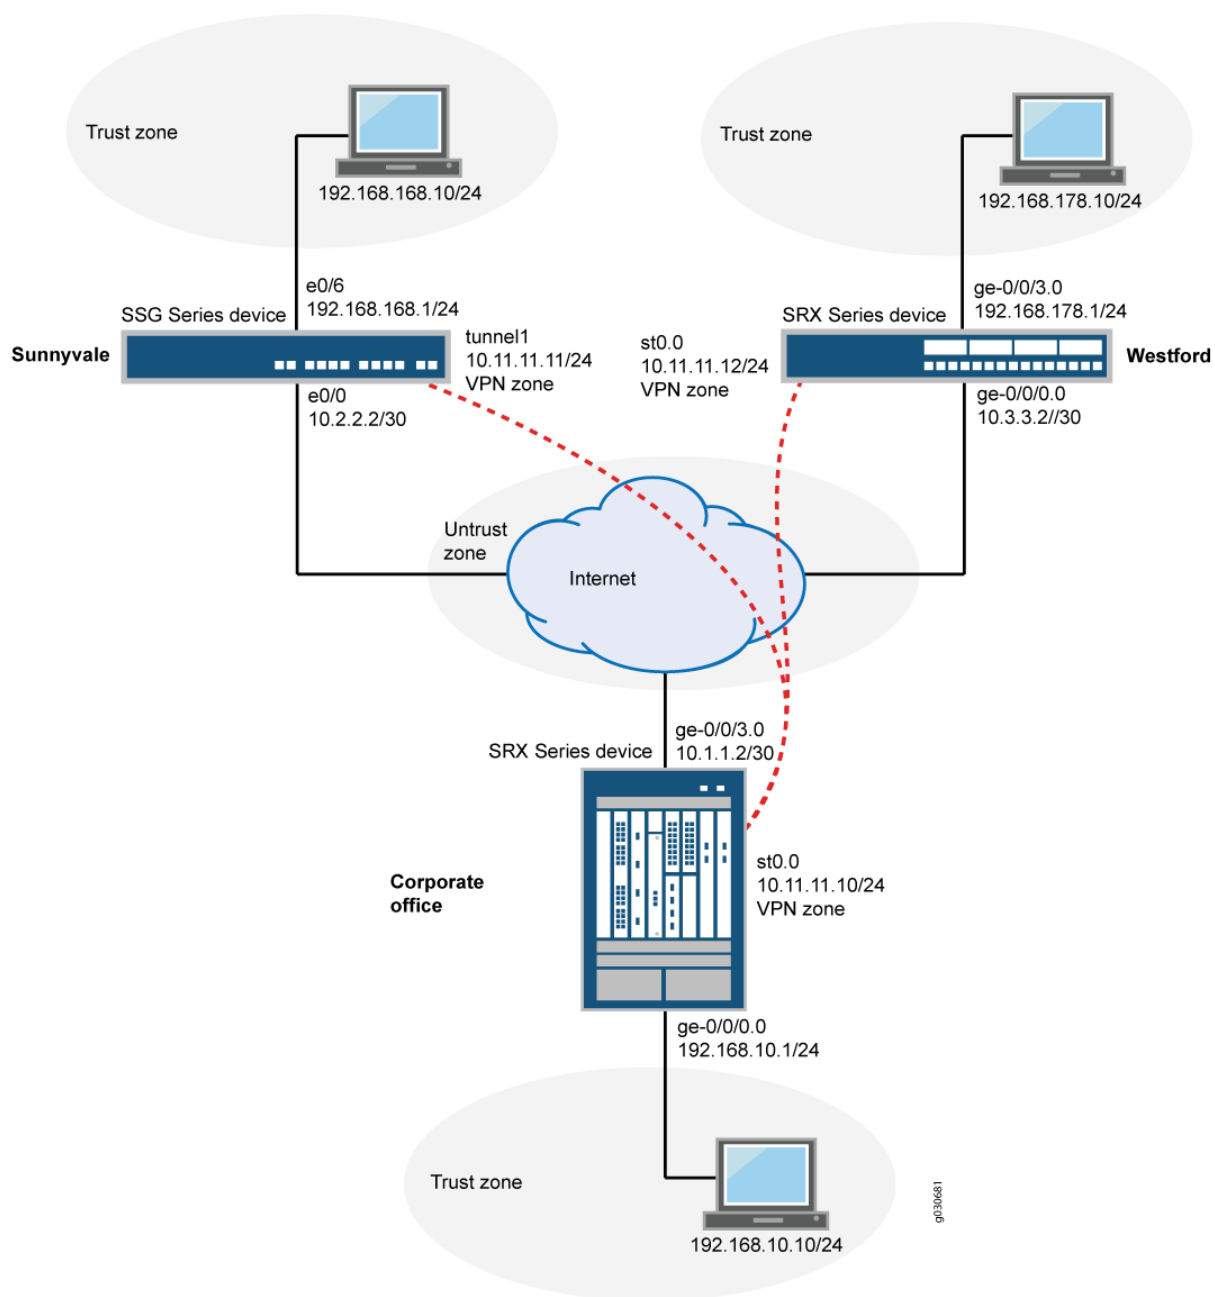 Trust zone
192.168.168.10/24
Trust zone
192.168.178.10/24
e0/6
192.168.168.1/24
SSG Series device
Sunnyvale
tunnel1
10.11.11.11/24
VPN zone
e0/0
10.2.2.2/30
ge-0/0/3.0
192.168.178.1/24
SRX Series device
st0.0
10.11.11.12/24
VPN zone
Westford
ge-0/0/0.0
10.3.3.2//30
Untrust
zone
Internet
ge-0/0/3.0
10.1.1.2/30
SRX Series device
Corporate
office
st0.0
10.11.11.10/24
VPN zone
ge-0/0/0.0
192.168.10.1/24
Trust zone
192.168.10.10/24
g030681